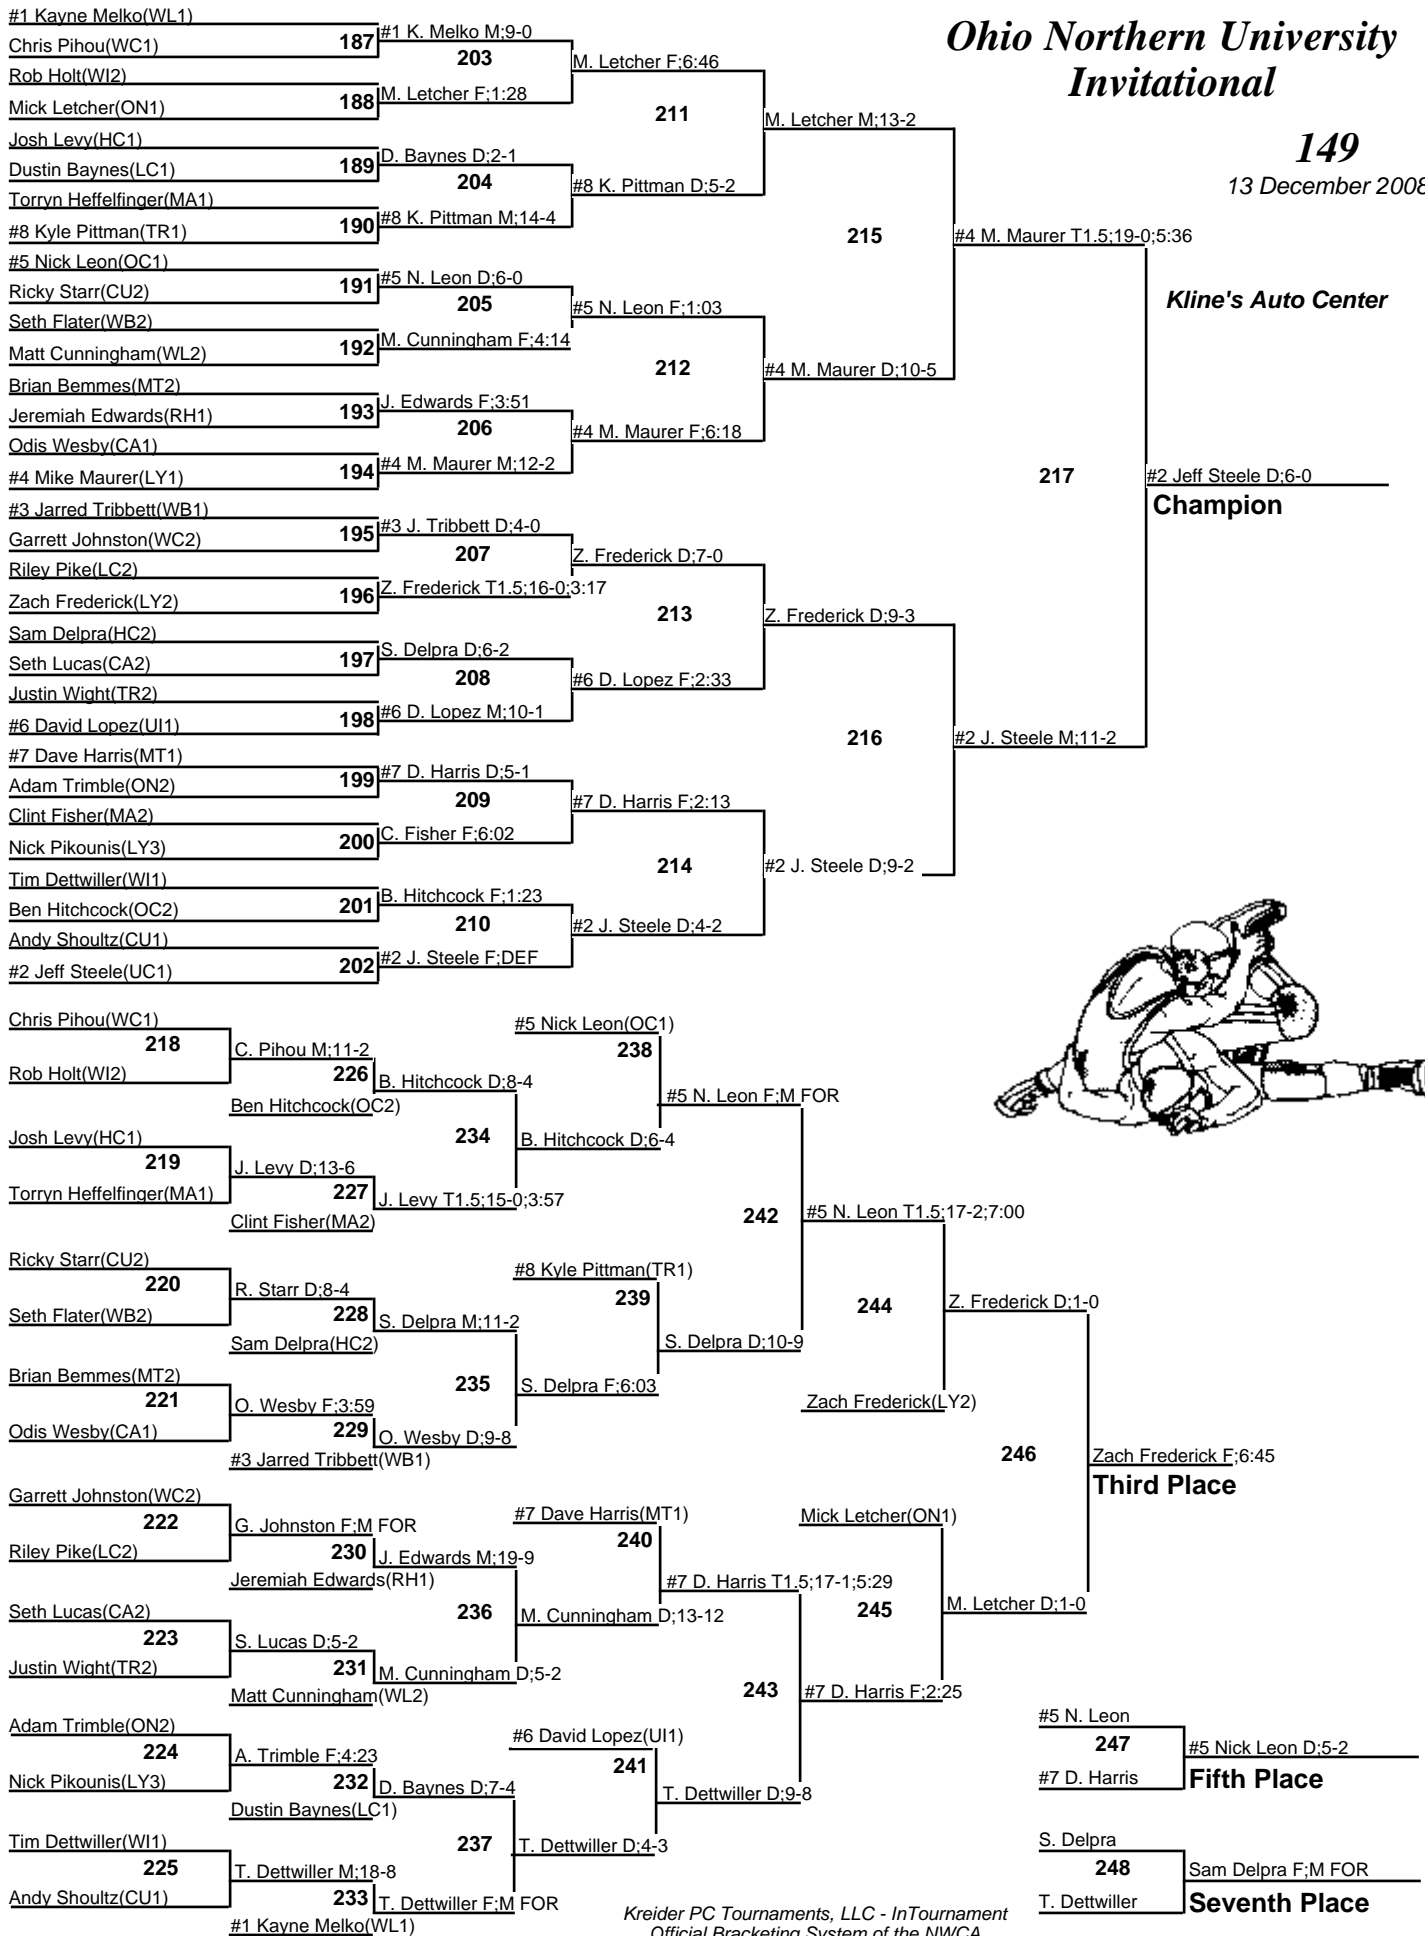 Ohio Northern University
Invitational
149
13 December 2008
Kline's Auto Center
#1 Kayne Melko(WL1)
Chris Pihou(WC1)
187
#1 K. Melko M;9-0
203
Rob Holt(WI2)
Mick Letcher(ON1)
188
M. Letcher F;1:28
M. Letcher F;6:46
211
Josh Levy(HC1)
Dustin Baynes(LC1)
189
D. Baynes D;2-1
204
Torryn Heffelfinger(MA1)
#8 Kyle Pittman(TR1)
190
#8 K. Pittman M;14-4
#8 K. Pittman D;5-2
M. Letcher M;13-2
215
#5 Nick Leon(OC1)
Ricky Starr(CU2)
191
#5 N. Leon D;6-0
205
Seth Flater(WB2)
Matt Cunningham(WL2)
192
M. Cunningham F;4:14
#5 N. Leon F;1:03
212
Brian Bemmes(MT2)
Jeremiah Edwards(RH1)
193
J. Edwards F;3:51
206
Odis Wesby(CA1)
#4 Mike Maurer(LY1)
194
#4 M. Maurer M;12-2
#4 M. Maurer F;6:18
#4 M. Maurer D;10-5
#4 M. Maurer T1.5;19-0;5:36
217
#3 Jarred Tribbett(WB1)
Garrett Johnston(WC2)
195
#3 J. Tribbett D;4-0
207
Riley Pike(LC2)
Zach Frederick(LY2)
196
Z. Frederick T1.5;16-0;3:17
Z. Frederick D;7-0
213
Sam Delpra(HC2)
Seth Lucas(CA2)
197
S. Delpra D;6-2
208
Justin Wight(TR2)
#6 David Lopez(UI1)
198
#6 D. Lopez M;10-1
#6 D. Lopez F;2:33
Z. Frederick D;9-3
216
#7 Dave Harris(MT1)
Adam Trimble(ON2)
199
#7 D. Harris D;5-1
209
Clint Fisher(MA2)
Nick Pikounis(LY3)
200
C. Fisher F;6:02
#7 D. Harris F;2:13
214
Tim Dettwiller(WI1)
Ben Hitchcock(OC2)
201
B. Hitchcock F;1:23
210
Andy Shoultz(CU1)
#2 Jeff Steele(UC1)
202
#2 J. Steele F;DEF
#2 J. Steele D;4-2
#2 J. Steele D;9-2
#2 J. Steele M;11-2
#2 Jeff Steele D;6-0
Champion
Chris Pihou(WC1)
218
Rob Holt(WI2)
C. Pihou M;11-2
226
Ben Hitchcock(OC2)
B. Hitchcock D;8-4
234
Josh Levy(HC1)
219
Torryn Heffelfinger(MA1)
J. Levy D;13-6
227
Clint Fisher(MA2)
J. Levy T1.5;15-0;3:57
#5 Nick Leon(OC1)
238
B. Hitchcock D;6-4
#5 N. Leon F;M FOR
242
Ricky Starr(CU2)
220
Seth Flater(WB2)
R. Starr D;8-4
228
Sam Delpra(HC2)
S. Delpra M;11-2
235
Brian Bemmes(MT2)
221
Odis Wesby(CA1)
O. Wesby F;3:59
229
#3 Jarred Tribbett(WB1)
O. Wesby D;9-8
#8 Kyle Pittman(TR1)
239
S. Delpra F;6:03
S. Delpra D;10-9
#5 N. Leon T1.5;17-2;7:00
244
Zach Frederick(LY2)
Z. Frederick D;1-0
246
Garrett Johnston(WC2)
222
Riley Pike(LC2)
G. Johnston F;M FOR
230
Jeremiah Edwards(RH1)
J. Edwards M;19-9
236
Seth Lucas(CA2)
223
Justin Wight(TR2)
S. Lucas D;5-2
231
Matt Cunningham(WL2)
M. Cunningham D;5-2
#7 Dave Harris(MT1)
240
M. Cunningham D;13-12
#7 D. Harris T1.5;17-1;5:29
243
Adam Trimble(ON2)
224
Nick Pikounis(LY3)
A. Trimble F;4:23
232
Dustin Baynes(LC1)
D. Baynes D;7-4
237
Tim Dettwiller(WI1)
225
Andy Shoultz(CU1)
T. Dettwiller M;18-8
233
#1 Kayne Melko(WL1)
T. Dettwiller F;M FOR
#6 David Lopez(UI1)
241
T. Dettwiller D;4-3
T. Dettwiller D;9-8
Mick Letcher(ON1)
245
#7 D. Harris F;2:25
M. Letcher D;1-0
Zach Frederick F;6:45
Third Place
#5 N. Leon
247
#7 D. Harris
#5 Nick Leon D;5-2
Fifth Place
S. Delpra
248
T. Dettwiller
Sam Delpra F;M FOR
Seventh Place
Kreider PC Tournaments, LLC - InTournament
Official Bracketing System of the NWCA